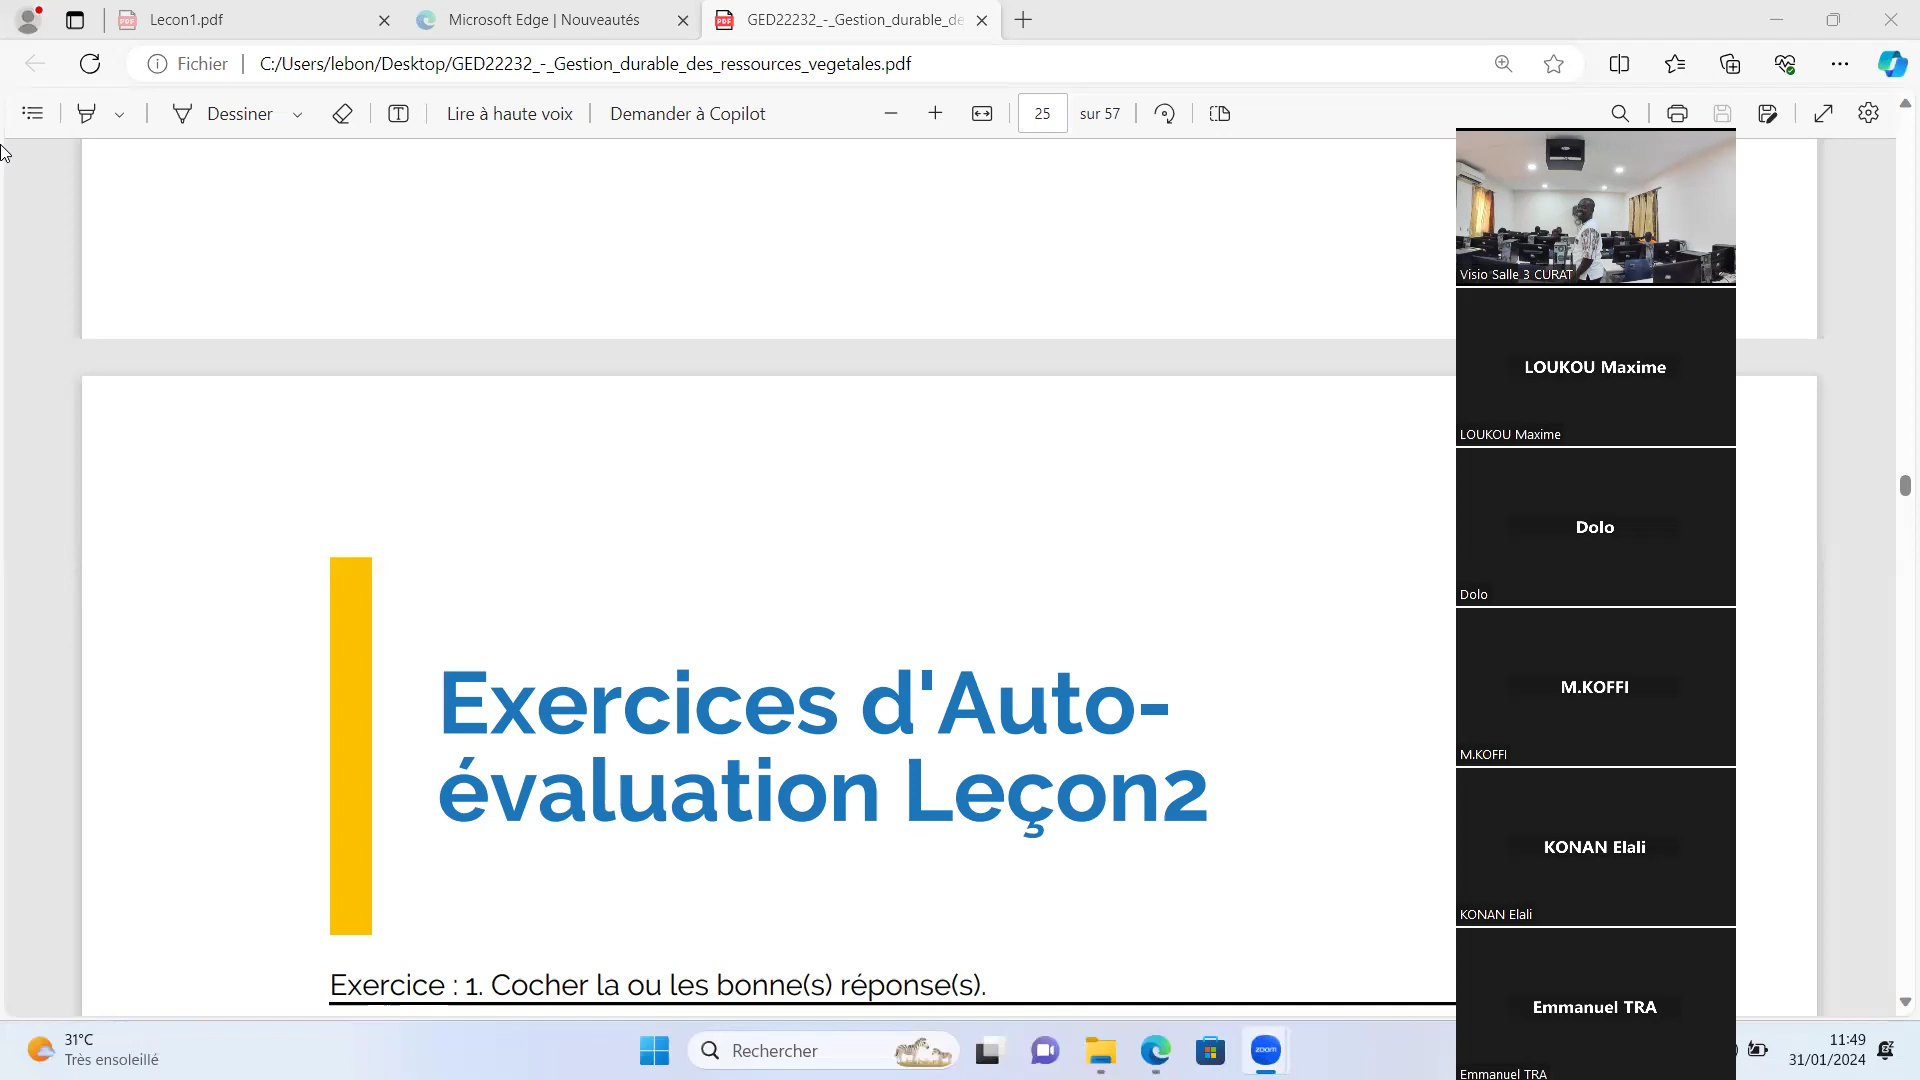 Lecon1.pdf
Microsoft Edge | Nouveautés
GED22232_-_Gestion_durable_de
Fichier
C:/Users/lebon/Desktop/GED22232_-_Gestion_durable_des_ressources_vegetales.pdf
Dessiner
Lire à haute voix
Demander à Copilot
25
sur 57
Visio Salle 3 CURAT
LOUKOU Maxime
LOUKOU Maxime
Dolo
Dolo
M.KOFFI
M.KOFFI
KONAN Elali
KONAN Elali
Emmanuel TRA
Emmanuel TRA
Exercices d'Auto-
évaluation Leçon2
Exercice : 1. Cocher la ou les bonne(s) réponse(s).
31°C
Très ensoleillé
Rechercher
zoom
11:49
31/01/2024